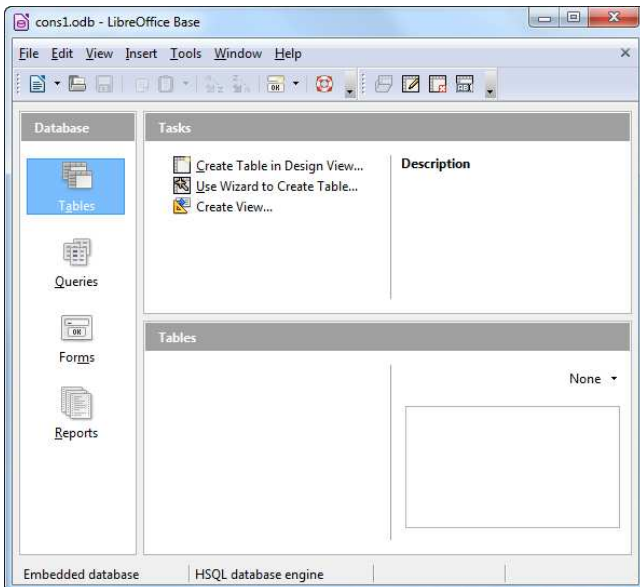 cons1.odb - LibreOffice Base
File Edit View Insert Tools Window Help
Database
Tasks
Tables
Queries
Forms
Reports
Create Table in Design View...
Use Wizard to Create Table...
Create View...
Description
Tables
None
Embedded database
HSQL database engine